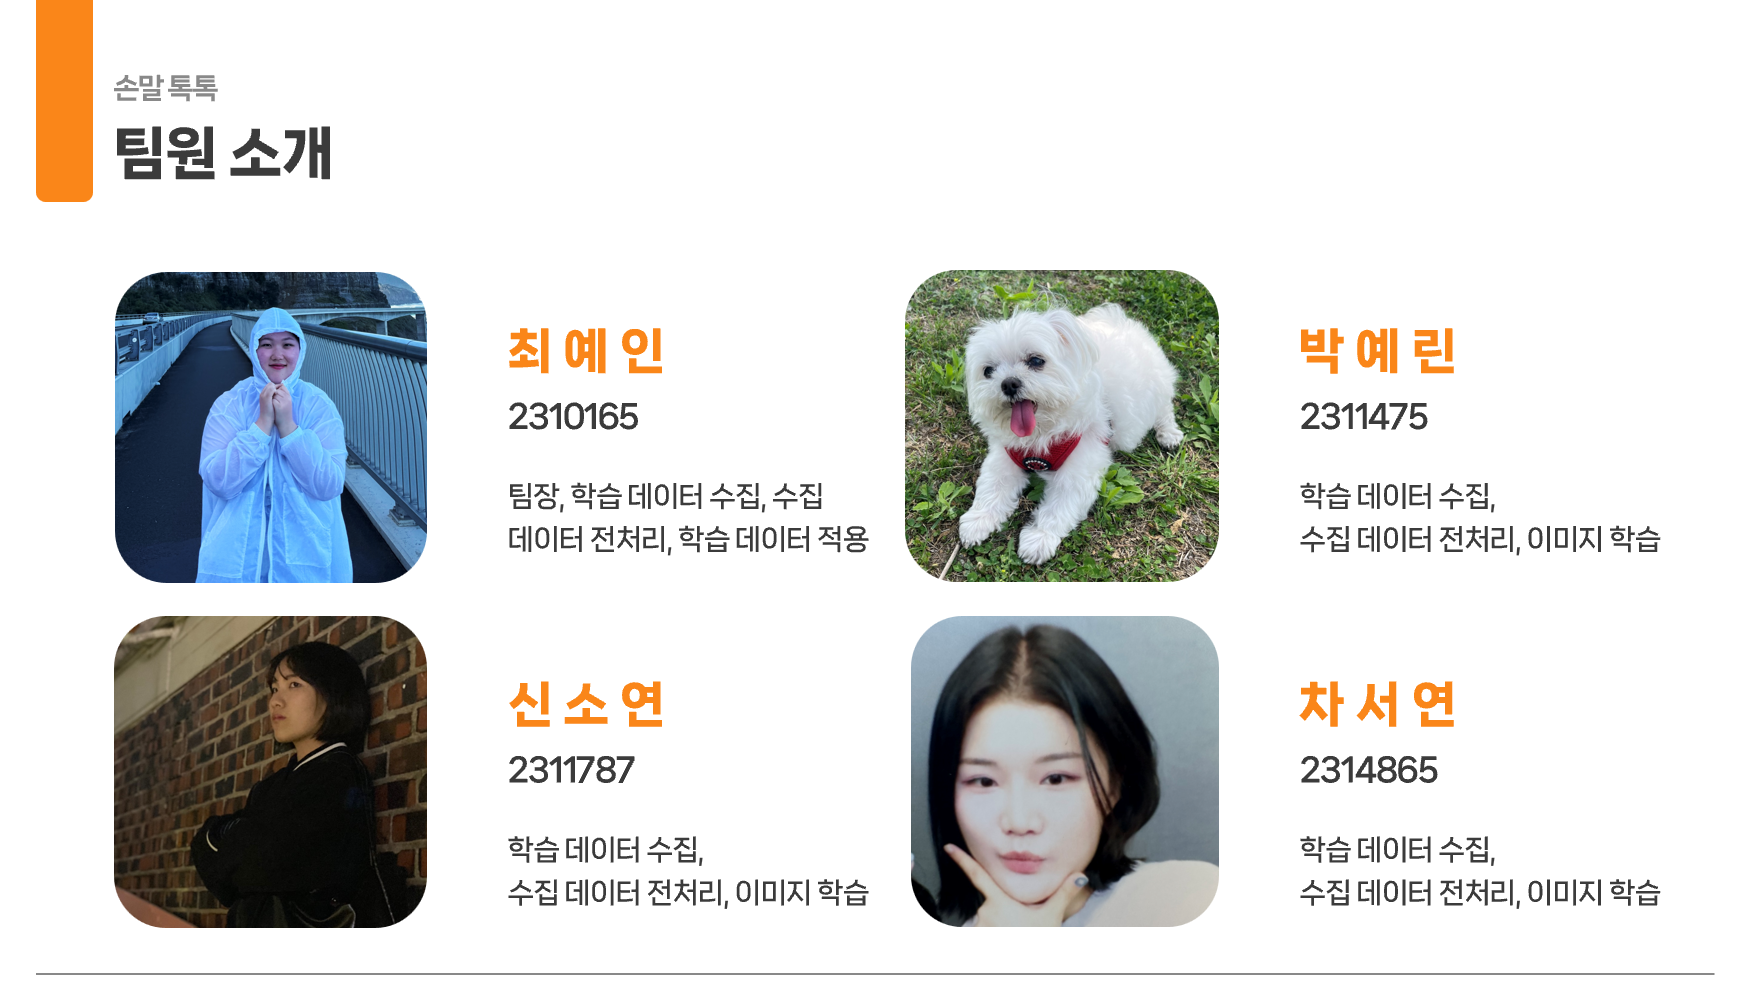 손말 톡톡
팀원 소개
최 예 인
2310165
팀장, 학습 데이터 수집, 수집
데이터 전처리, 학습 데이터 적용
박 예 린
2311475
학습 데이터 수집,
수집 데이터 전처리, 이미지 학습
신 소 연
2311787
학습 데이터 수집,
수집 데이터 전처리, 이미지 학습
차 서 연
2314865
학습 데이터 수집,
수집 데이터 전처리, 이미지 학습